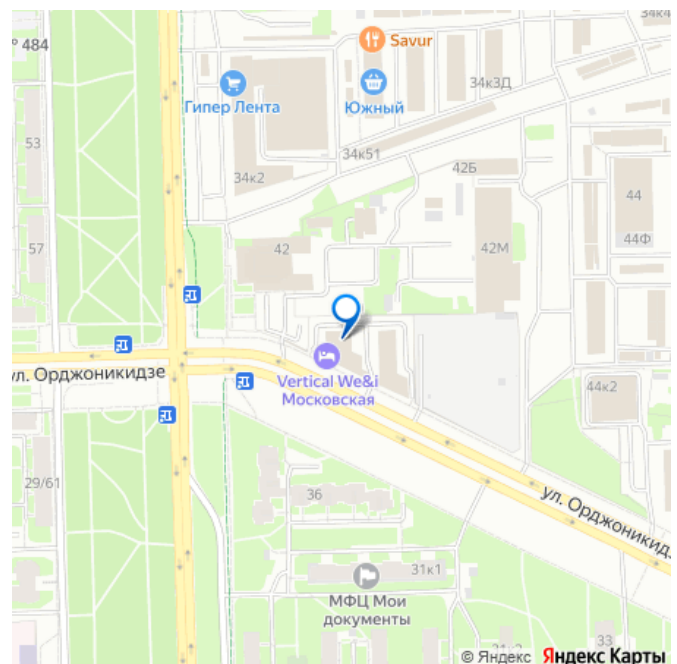 34к4
° 484
Savur
Гипер Лента
Южный
34к3Д
53
34к51
34к2
42Б
44
57
42
42М
44Ф
ул. Орджоникидзе
Vertical We&i
Московская
44к2
29/61
36
ул. Орджоникидз
31к1
МФЦ Мои
документы
33
© Яндекс Яндекс Карты